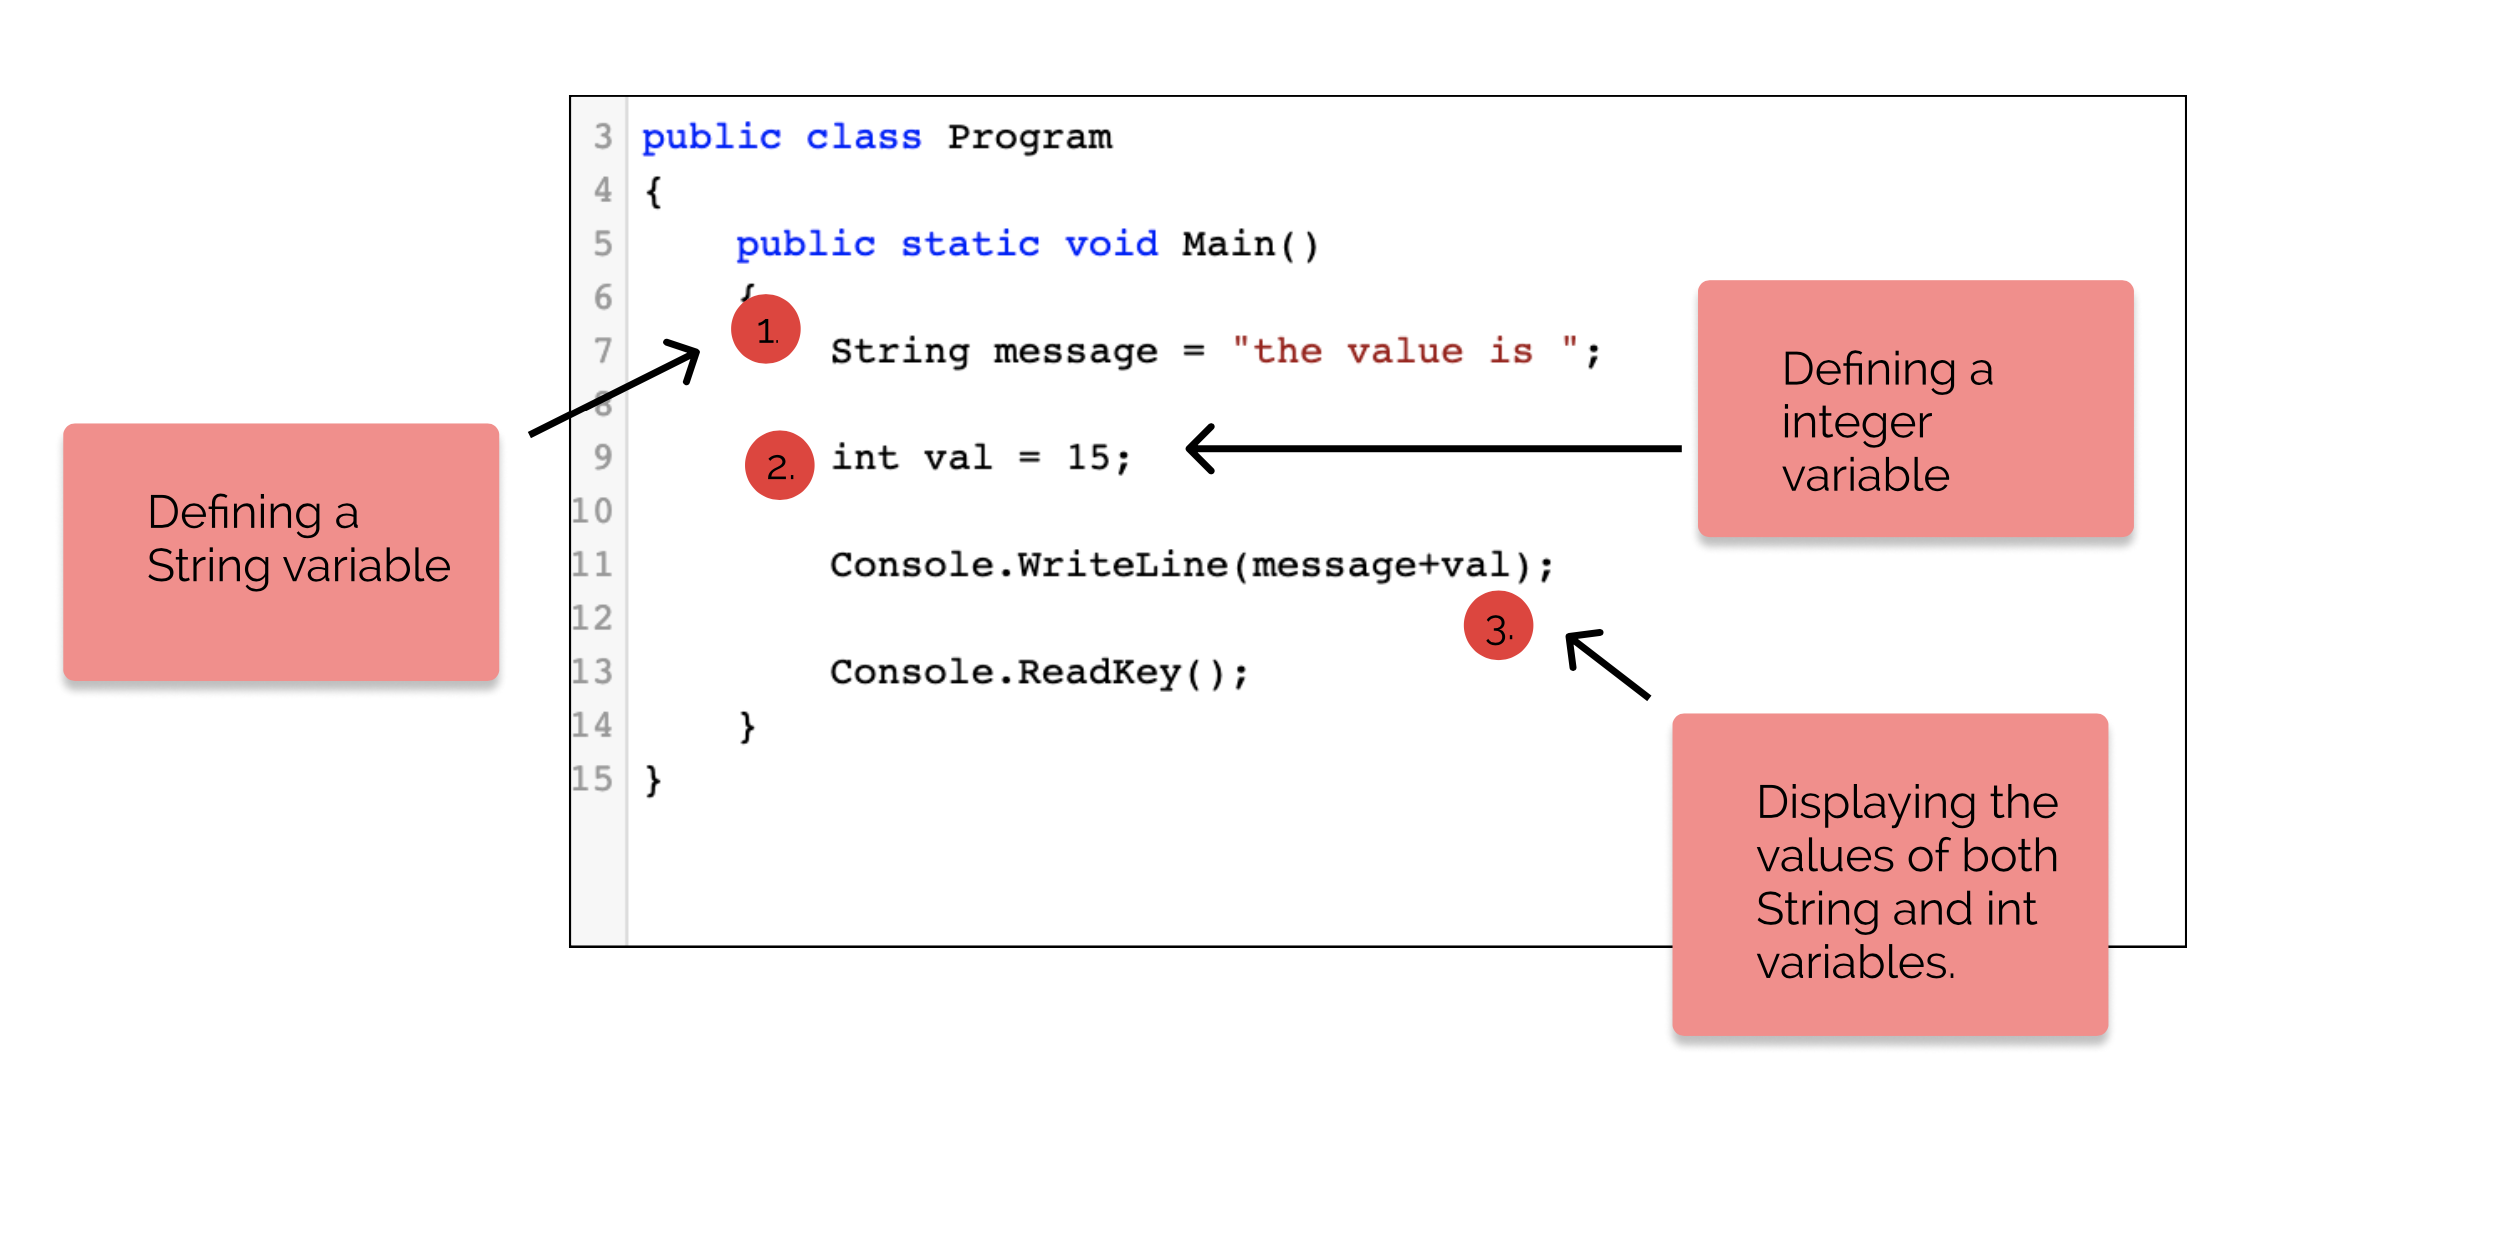 3 public class Program
4 {
5 public static void Main()
6 {
1.
7 String message = "the value is ";
8
2.
9 int val = 15;
10
11 Console.WriteLine(message+val);
12
3.
13 Console.ReadKey();
14 }
15 }
Defining a
String variable
Defining a
integer
variable
Displaying the
values of both
String and int
variables.